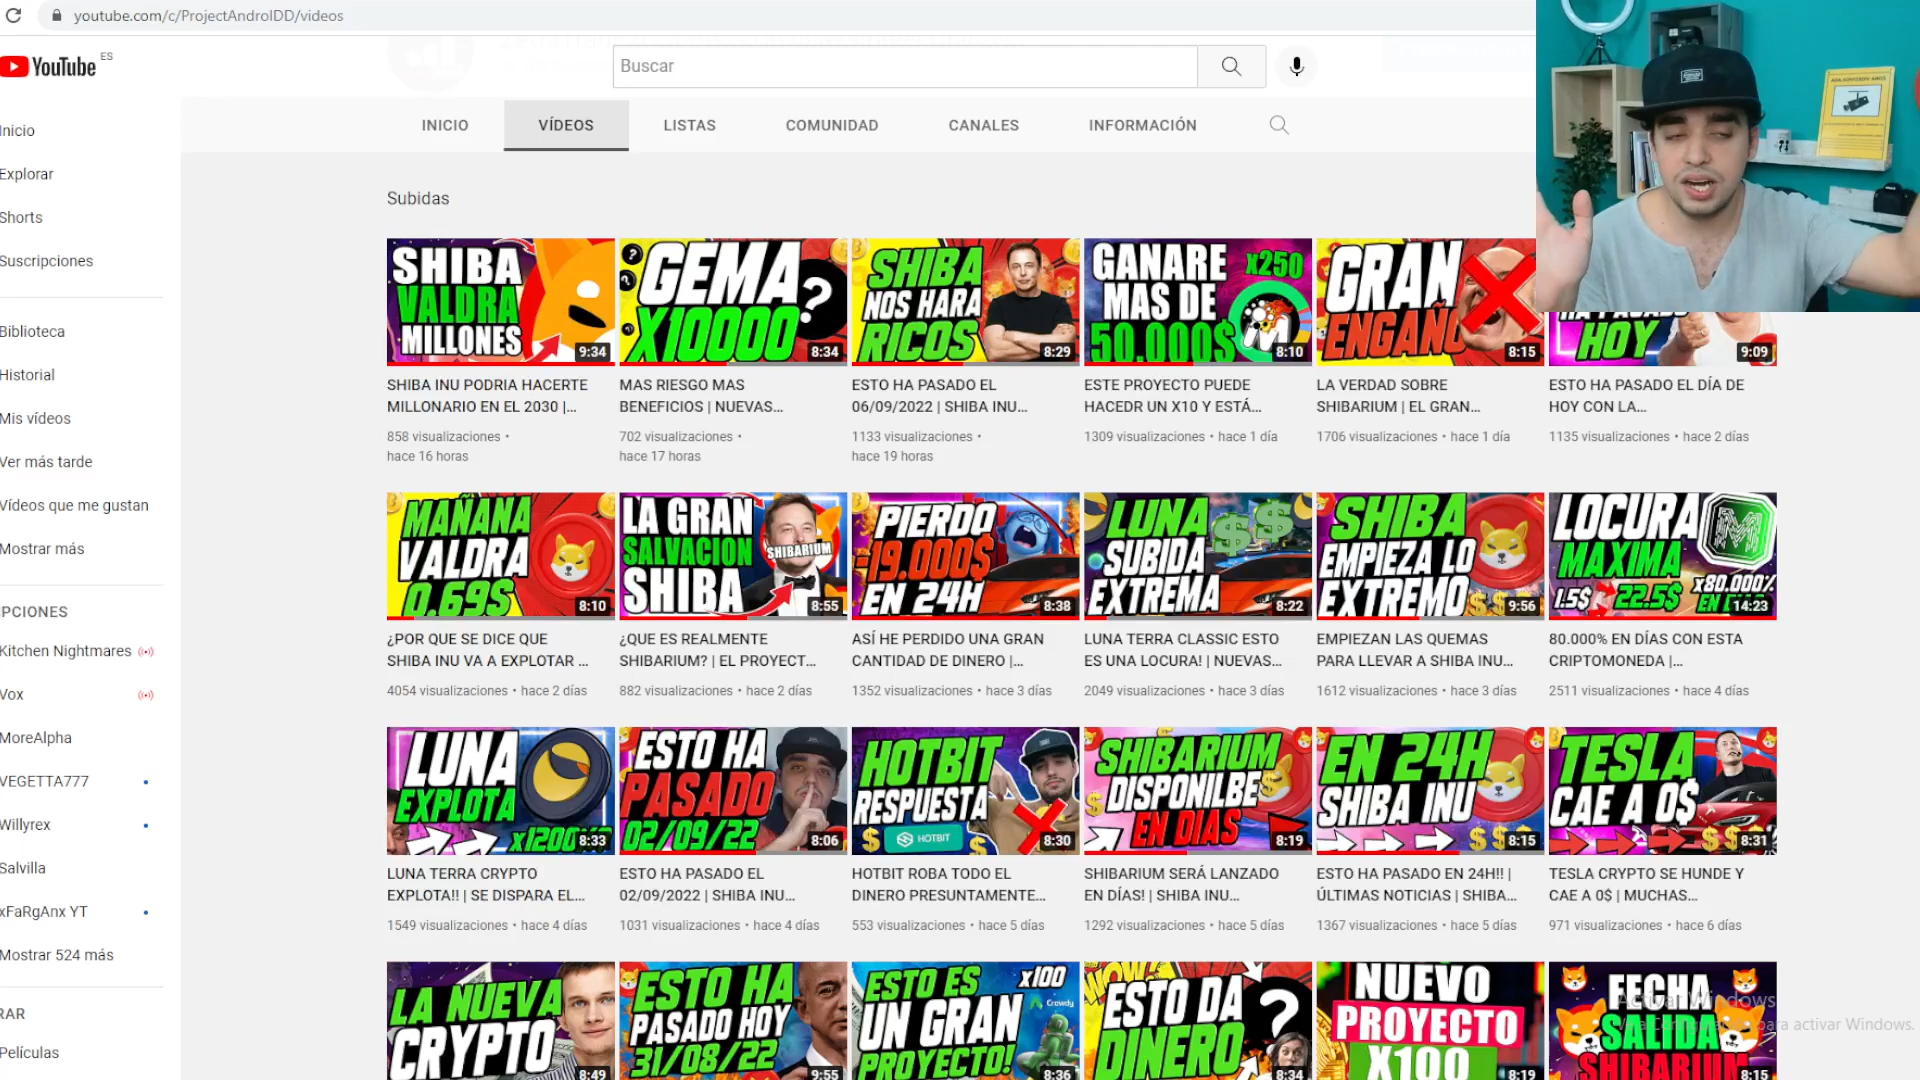 youtube.com/c/ProjectAndroIDD/videos
YouTube ES
Buscar
Inicio
Explorar
Shorts
Suscripciones
Biblioteca
Historial
Mis vídeos
Ver más tarde
Vídeos que me gustan
Mostrar más
PCIONES
Kitchen Nightmares
Vox
MoreAlpha
VEGETTA777
Willyrex
Salvilla
xFaRgAnx YT
Mostrar 524 más
RAR
Películas
INICIO
VÍDEOS
LISTAS
COMUNIDAD
CANALES
INFORMACIÓN
Subidas
SHIBA
VALDRA
MILLONES
9:34
GEMA
X10000
?
8:34
SHIBA
NOS HARA
RICOS
8:29
GANARE
MAS DE
50.000$
x250
8:10
GRAN
ENGAÑO
8:15
HOY
9:09
SHIBA INU PODRIA HACERTE
MILLONARIO EN EL 2030 |...
858 visualizaciones •
hace 16 horas
MAS RIESGO MAS
BENEFICIOS | NUEVAS...
702 visualizaciones •
hace 17 horas
ESTO HA PASADO EL
06/09/2022 | SHIBA INU...
1133 visualizaciones •
hace 19 horas
ESTE PROYECTO PUEDE
HACEDR UN X10 Y ESTÁ...
1309 visualizaciones • hace 1 día
LA VERDAD SOBRE
SHIBARIUM | EL GRAN...
1706 visualizaciones • hace 1 día
ESTO HA PASADO EL DÍA DE
HOY CON LA...
1135 visualizaciones • hace 2 días
MAÑANA
VALDRA
0.69$
8:10
LA GRAN
SALVACION
SHIBA
SHIBARIUM
8:55
PIERDO
-19.000$
EN 24H
8:38
LUNA
SUBIDA
EXTREMA
$ $
8:22
SHIBA
EMPIEZA LO
EXTREMO
9:56
LOCURA
MAXIMA
1.5$ 22.5$
x80.000%
14:23
¿POR QUE SE DICE QUE
SHIBA INU VA A EXPLOTAR ...
4054 visualizaciones • hace 2 días
¿QUE ES REALMENTE
SHIBARIUM? | EL PROYECT...
882 visualizaciones • hace 2 días
ASÍ HE PERDIDO UNA GRAN
CANTIDAD DE DINERO |...
1352 visualizaciones • hace 3 días
LUNA TERRA CLASSIC ESTO
ES UNA LOCURA! | NUEVAS...
2049 visualizaciones • hace 3 días
EMPIEZAN LAS QUEMAS
PARA LLEVAR A SHIBA INU...
1612 visualizaciones • hace 3 días
80.000% EN DÍAS CON ESTA
CRIPTOMONEDA |...
2511 visualizaciones • hace 4 días
LUNA
EXPLOTA
8:33
ESTO HA
PASADO
02/09/22
8:06
HOTBIT
RESPUESTA
HOTBIT
8:30
SHIBARIUM
DISPONILBE
EN DIAS
8:19
EN 24H
SHIBA INU
8:15
TESLA
CAE A 0$
8:31
LUNA TERRA CRYPTO
EXPLOTA!! | SE DISPARA EL...
1549 visualizaciones • hace 4 días
ESTO HA PASADO EL
02/09/2022 | SHIBA INU...
1031 visualizaciones • hace 4 días
HOTBIT ROBA TODO EL
DINERO PRESUNTAMENTE...
553 visualizaciones • hace 5 días
SHIBARIUM SERÁ LANZADO
EN DÍAS! | SHIBA INU...
1292 visualizaciones • hace 5 días
ESTO HA PASADO EN 24H!! |
ÚLTIMAS NOTICIAS | SHIBA...
1367 visualizaciones • hace 5 días
TESLA CRYPTO SE HUNDE Y
CAE A 0$ | MUCHAS...
971 visualizaciones • hace 6 días
LA NUEVA
CRYPTO
8:49
ESTO HA
PASADO HOY
31/08/22
9:55
ESTO ES
UN GRAN
PROYECTO!
x100
Crowdy
8:36
WOW!
ESTO DA
DINERO
?
8:34
NUEVO
PROYECTO
X100
8:19
FECHA
SALIDA
SHIBARIUM
8:15
Activar Windows
para activar Windows.